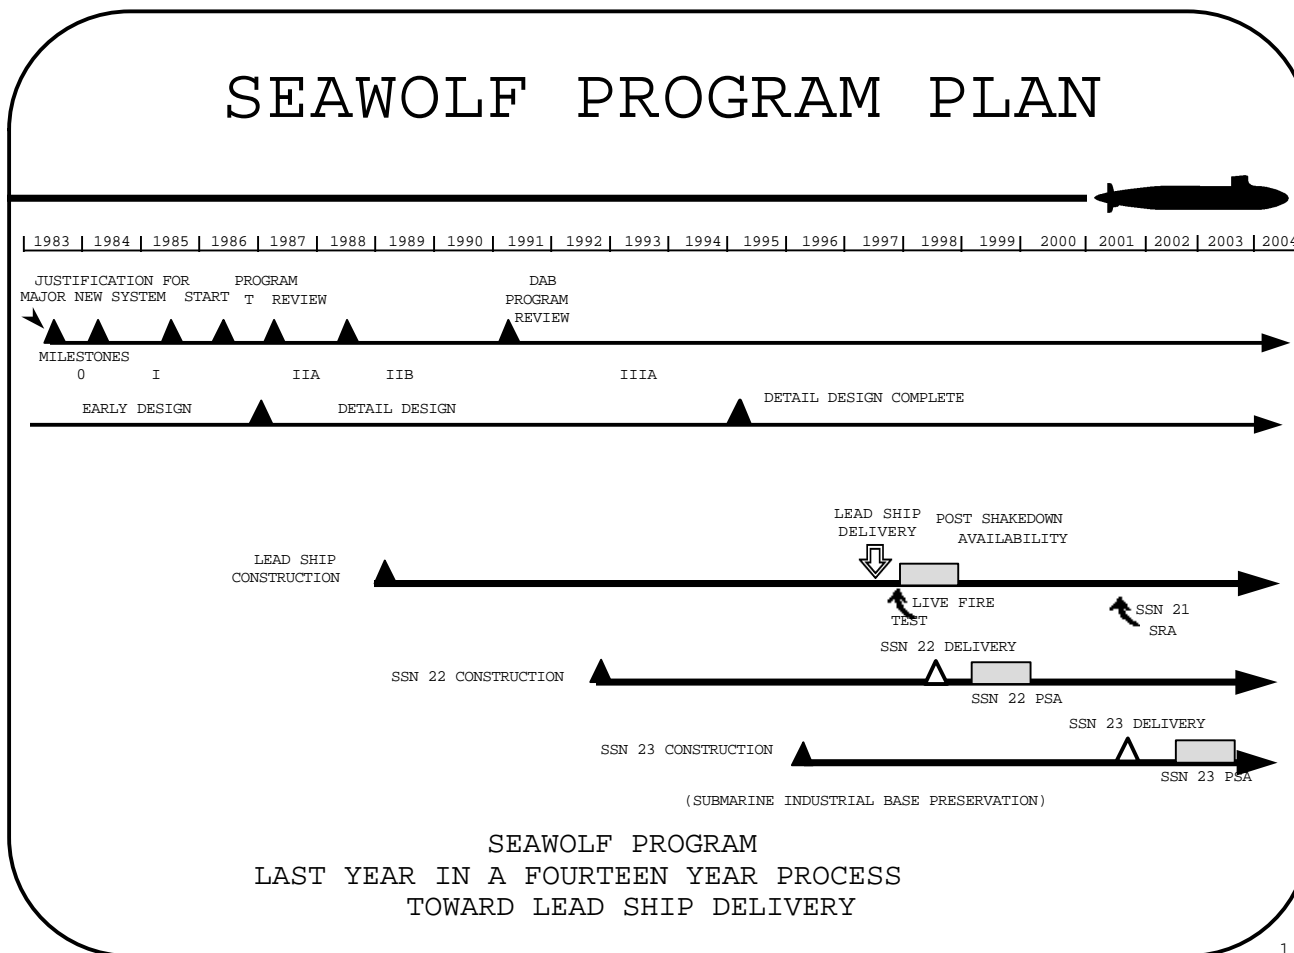 SEAWOLF PROGRAM PLAN
1983 1984 1985 1986 1987 1988 1989 1990 1991 1992 1993 1994 1995 1996 1997 1998 1999 2000 2001 2002 2003 2004
JUSTIFICATION FOR PROGRAM DAB
MAJOR NEW SYSTEM START T REVIEW PROGRAM
REVIEW
MILESTONES
0 I IIA IIB IIIA
EARLY DESIGN DETAIL DESIGN DETAIL DESIGN COMPLETE
LEAD SHIP POST SHAKEDOWN
DELIVERY AVAILABILITY
LEAD SHIP
CONSTRUCTION
LIVE FIRE SSN 21
TEST SRA
SSN 22 DELIVERY
SSN 22 CONSTRUCTION
SSN 22 PSA
SSN 23 DELIVERY
SSN 23 CONSTRUCTION
SSN 23 PSA
(SUBMARINE INDUSTRIAL BASE PRESERVATION)
SEAWOLF PROGRAM
LAST YEAR IN A FOURTEEN YEAR PROCESS
TOWARD LEAD SHIP DELIVERY
1